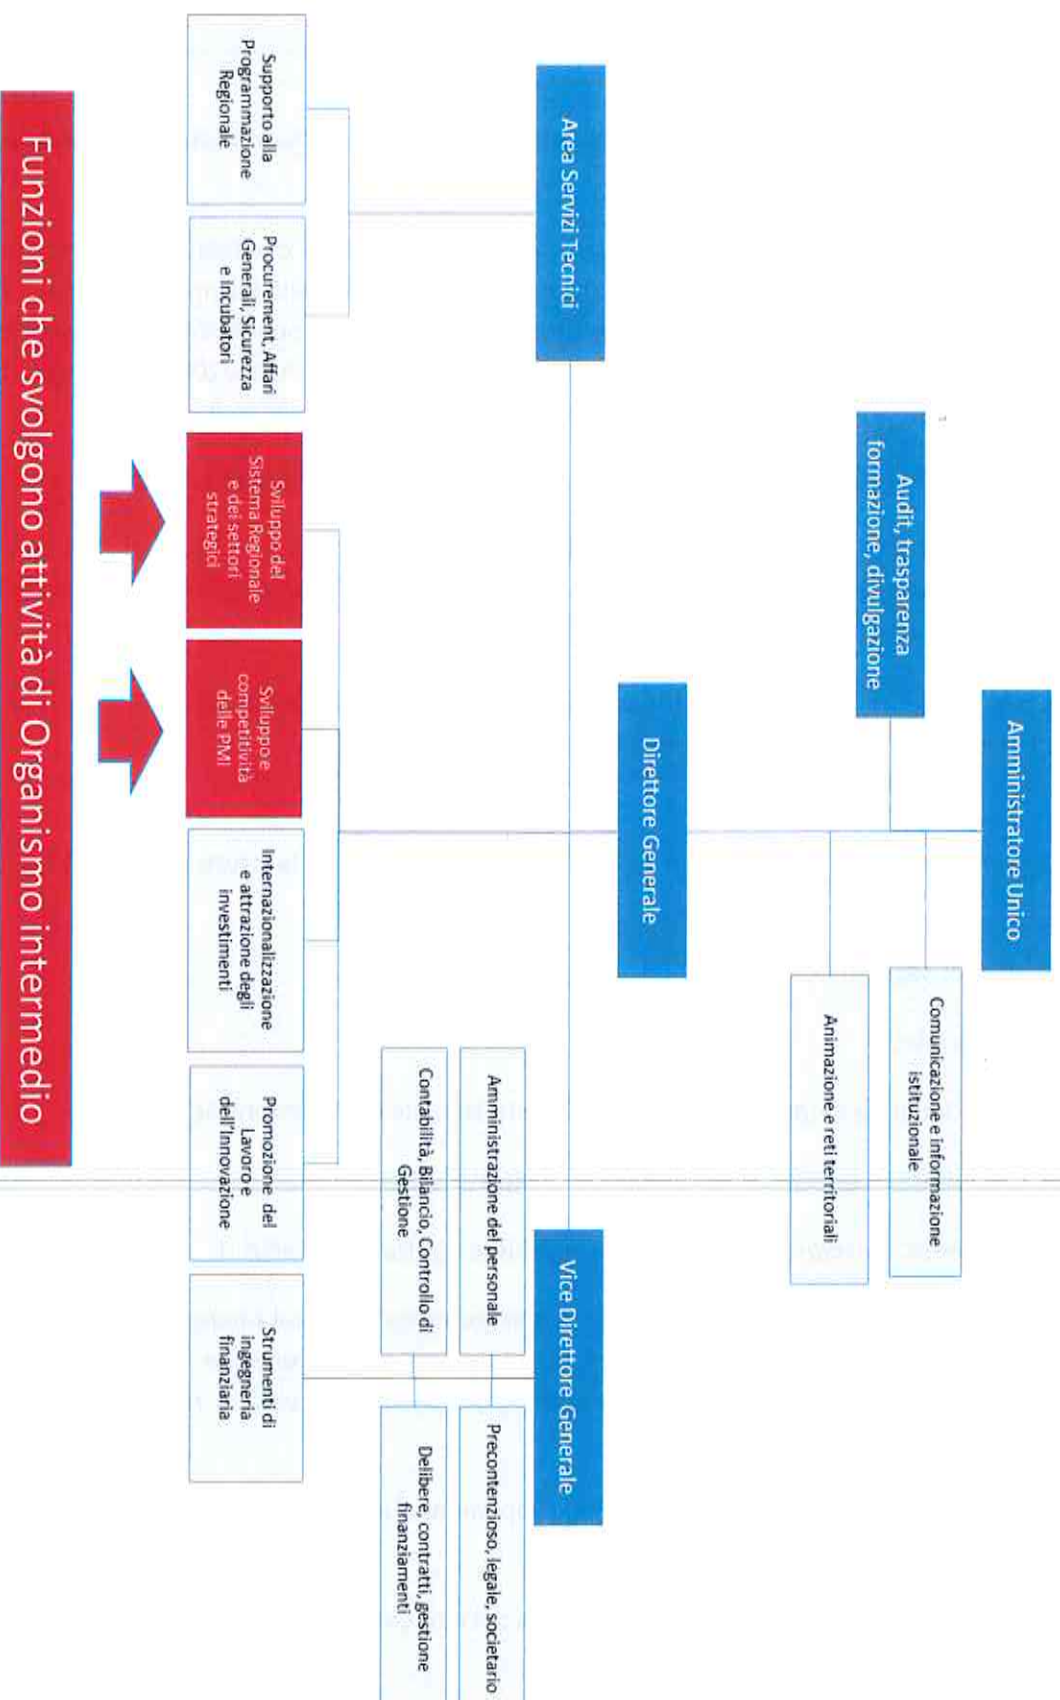 Amministratore Unico
Audit, trasparenza
formazione, divulgazione
Comunicazione e informazione
istituzionale
Animazione e reti territoriali
Direttore Generale
Area Servizi Tecnici
Vice Direttore Generale
Amministrazione del personale
Precontenzioso, legale, societario
Contabilità, Bilancio, Controllo di
Gestione
Delibere, contratti, gestione
finanziamenti
Supporto alla
Programmazione
Regionale
Procurement, Affari
Generali, Sicurezza
e Incubatori
Sviluppo del
Sistema Regionale
e dei settori
strategici
Sviluppo e
competitività
delle PMI
Internazionalizzazione
e attrazione degli
investimenti
Promozione del
Lavoro e
dell'Innovazione
Strumenti di
ingegneria
finanziaria
Funzioni che svolgono attività di Organismo intermedio